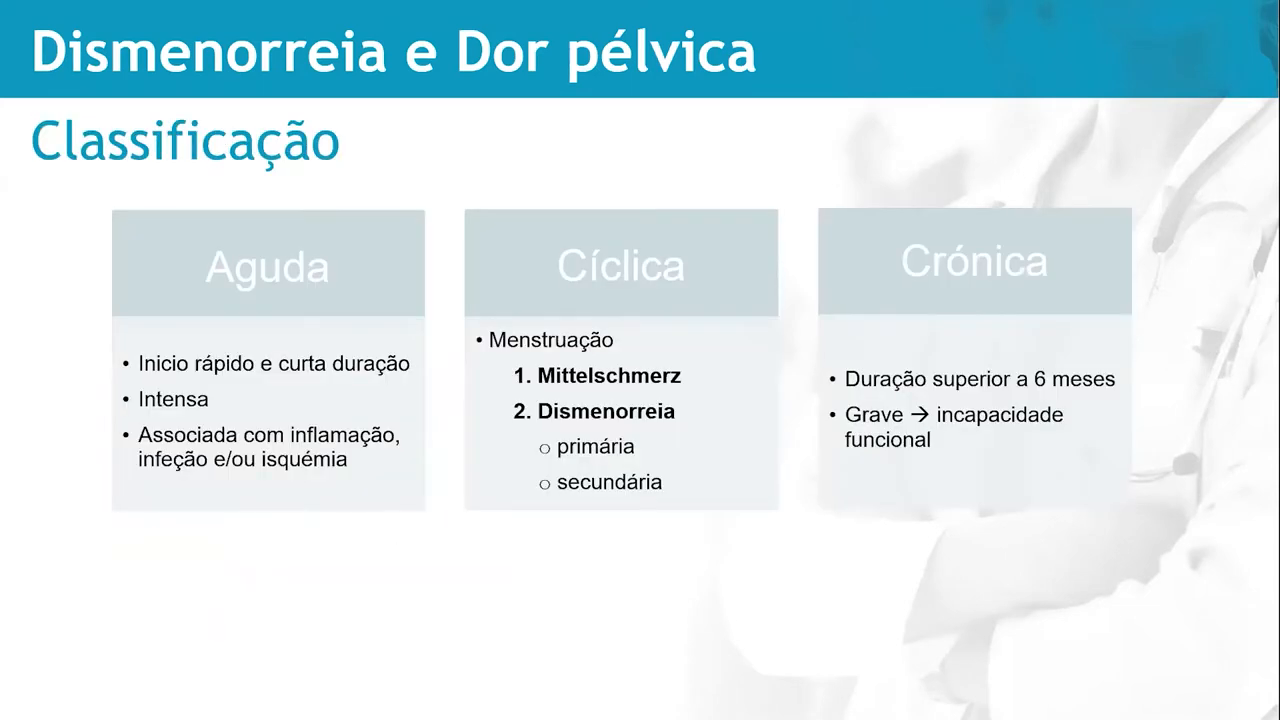 Dismenorreia e Dor pélvica
Classificação
Aguda
• Inicio rápido e curta duração
• Intensa
• Associada com inflamação,
infeção e/ou isquémia
Cíclica
• Menstruação
1. Mittelschmerz
2. Dismenorreia
o primária
o secundária
Crónica
• Duração superior a 6 meses
• Grave → incapacidade
funcional